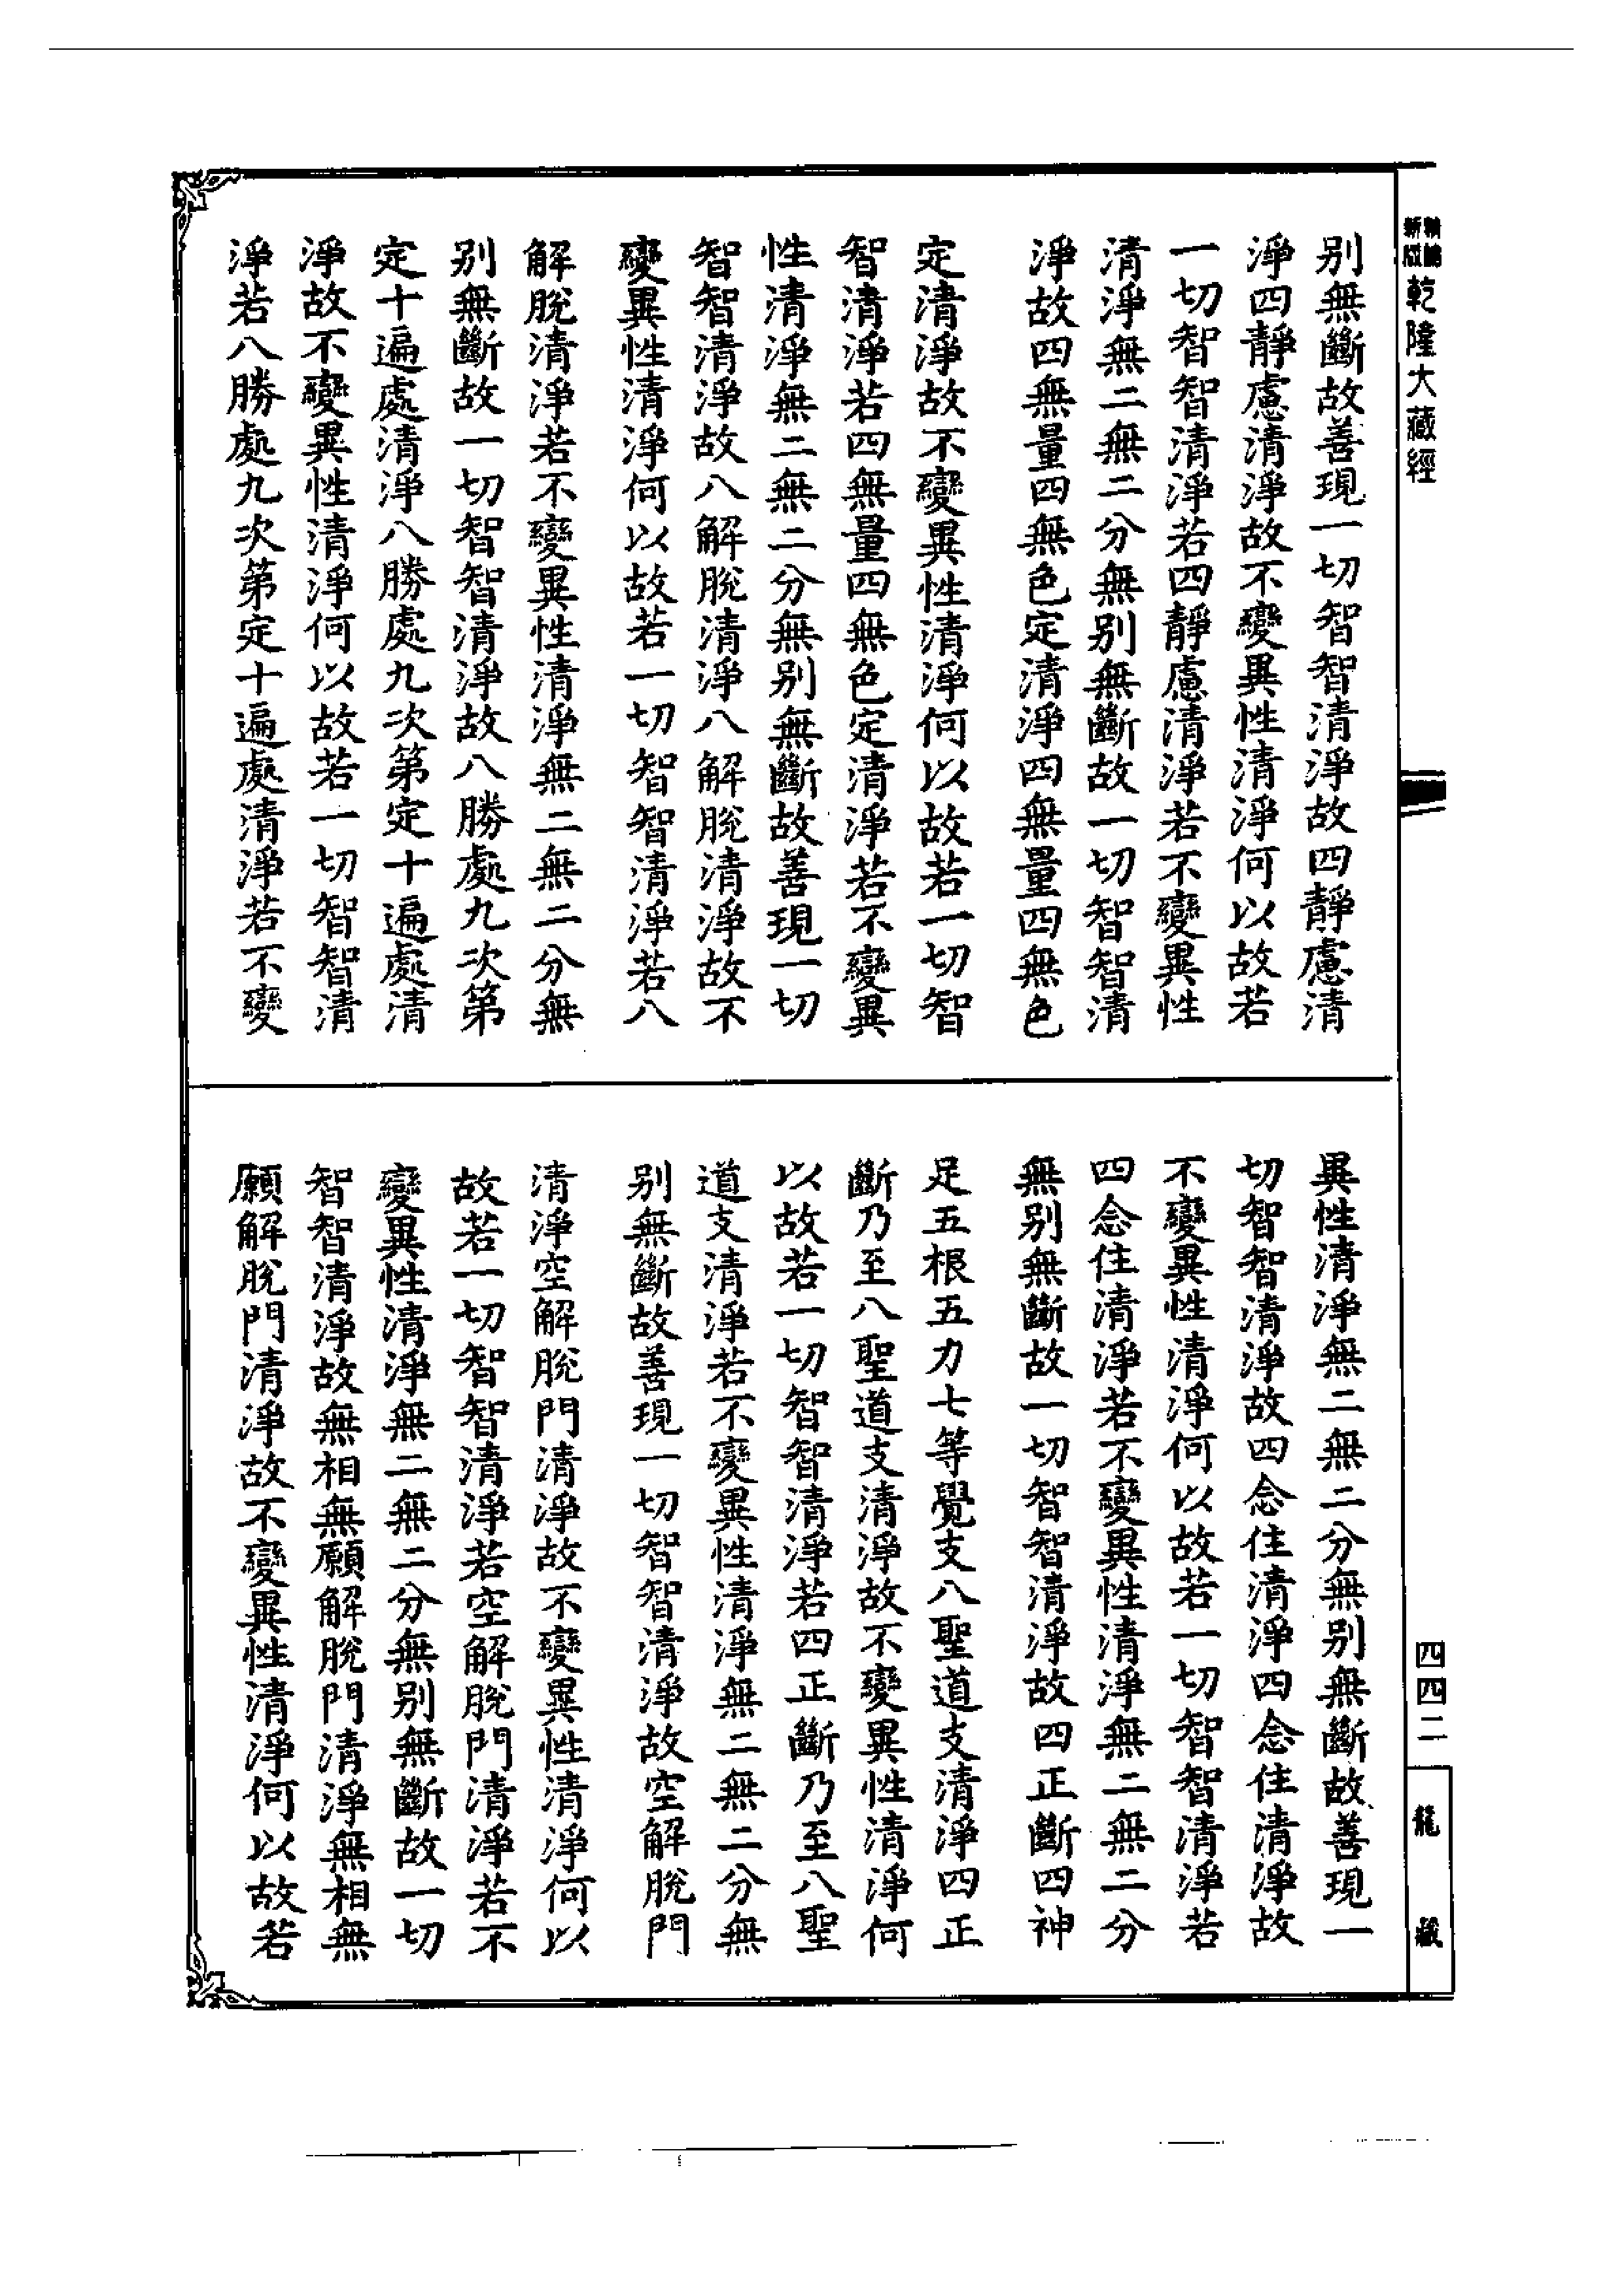 新編
新版
乾隆大藏經
别無斷故善現一切智智清淨故四靜慮清
淨四靜慮清淨故不變異性清淨何以故若
一切智智清淨若四靜慮清淨若不變異性
清淨無二無二分無别無斷故一切智智清
淨故四無量四無色定清淨四無量四無色
定清淨故不變異性清淨何以故若一切智
智清淨若四無量四無色定清淨若不變異
性清淨無二無二分無别無斷故善現一切
智智清淨故八解脫清淨八解脫清淨故不
變異性清淨何以故若一切智智清淨若八
解脫清淨若不變異性清淨無二無二分無
别無斷故一切智智清淨故八勝處九次第
定十遍處清淨八勝處九次第定十遍處清
淨故不變異性清淨何以故若一切智智清
淨若八勝處九次第定十遍處清淨若不變
異性清淨無二無二分無别無斷故善現一
切智智清淨故四念住清淨四念住清淨故
不變異性清淨何以故若一切智智清淨若
四念住清淨若不變異性清淨無二無二分
無别無斷故一切智智清淨故四正斷四神
足五根五力七等覺支八聖道支清淨四正
斷乃至八聖道支清淨故不變異性清淨何
以故若一切智智清淨若四正斷乃至八聖
道支清淨若不變異性清淨無二無二分無
别無斷故善現一切智智清淨故空解脫門
清淨空解脫門清淨故不變異性清淨何以
故若一切智智清淨若空解脫門清淨若不
變異性清淨無二無二分無别無斷故一切
智智清淨故無相無願解脫門清淨無相無
願解脫門清淨故不變異性清淨何以故若
四四二
龍藏